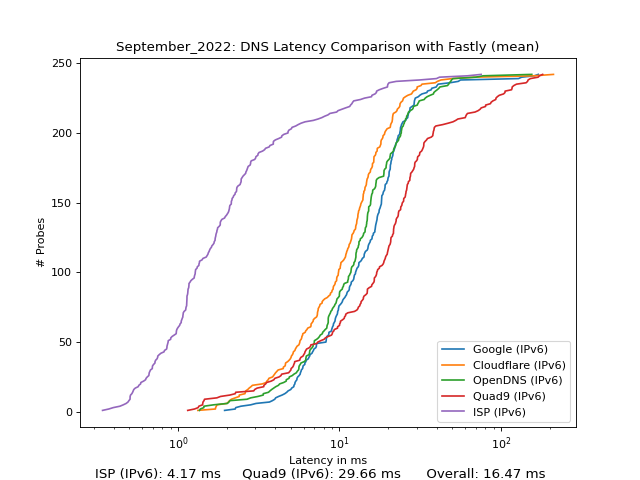 September_2022: DNS Latency Comparison with Fastly (mean)
250
200
150
100
50
0
# Probes
Google (IPv6)
Cloudflare (IPv6)
OpenDNS (IPv6)
Quad9 (IPv6)
ISP (IPv6)
10⁰ 10¹ 10²
Latency in ms
ISP (IPv6): 4.17 ms Quad9 (IPv6): 29.66 ms Overall: 16.47 ms